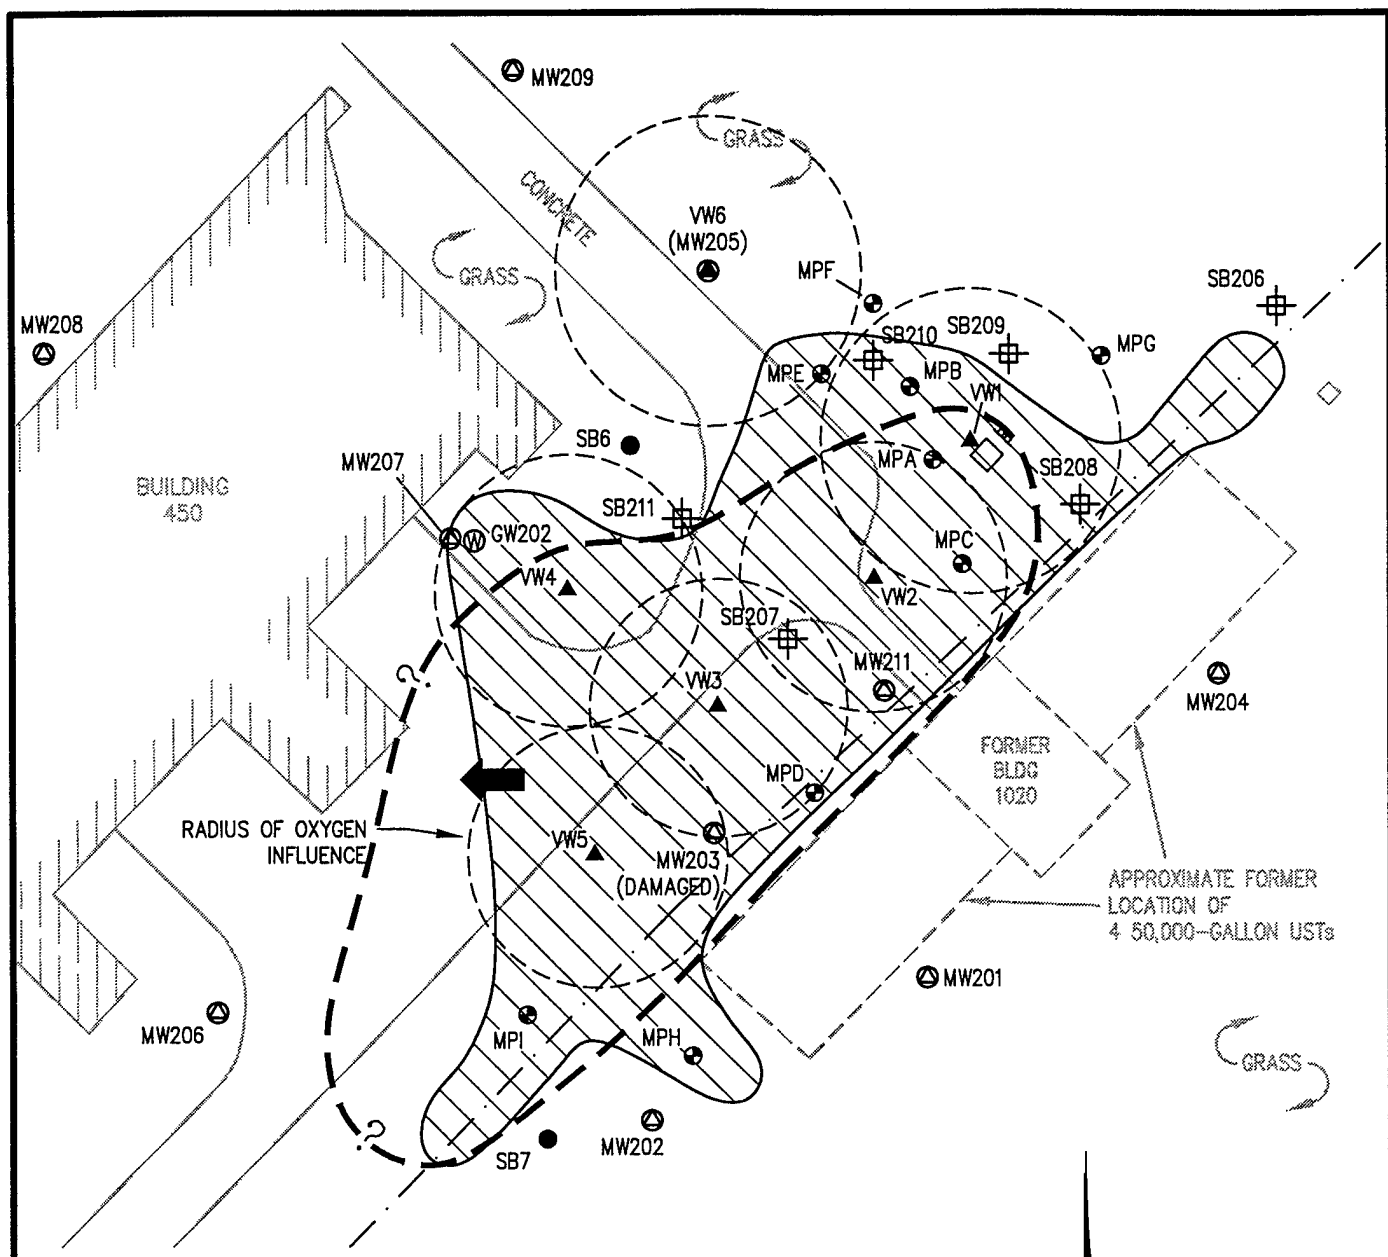 MW209
GRASS
CONCRETE
VW6
(MW205)
GRASS
MPF
SB206
MW208
SB209
SB210
MPG
MPE
MPB
VW1
SB6
MW207
MPA
SB208
BUILDING
450
SB211
GW202
MPC
VW4
VW2
SB207
MW211
?
VW3
MW204
FORMER
BLDG
1020
MPD
RADIUS OF OXYGEN
INFLUENCE
VW5
MW203
(DAMAGED)
APPROXIMATE FORMER
LOCATION OF
4 50,000-GALLON USTs
MW201
MW206
MPI
MPH
GRASS
?
SB7
MW202
W